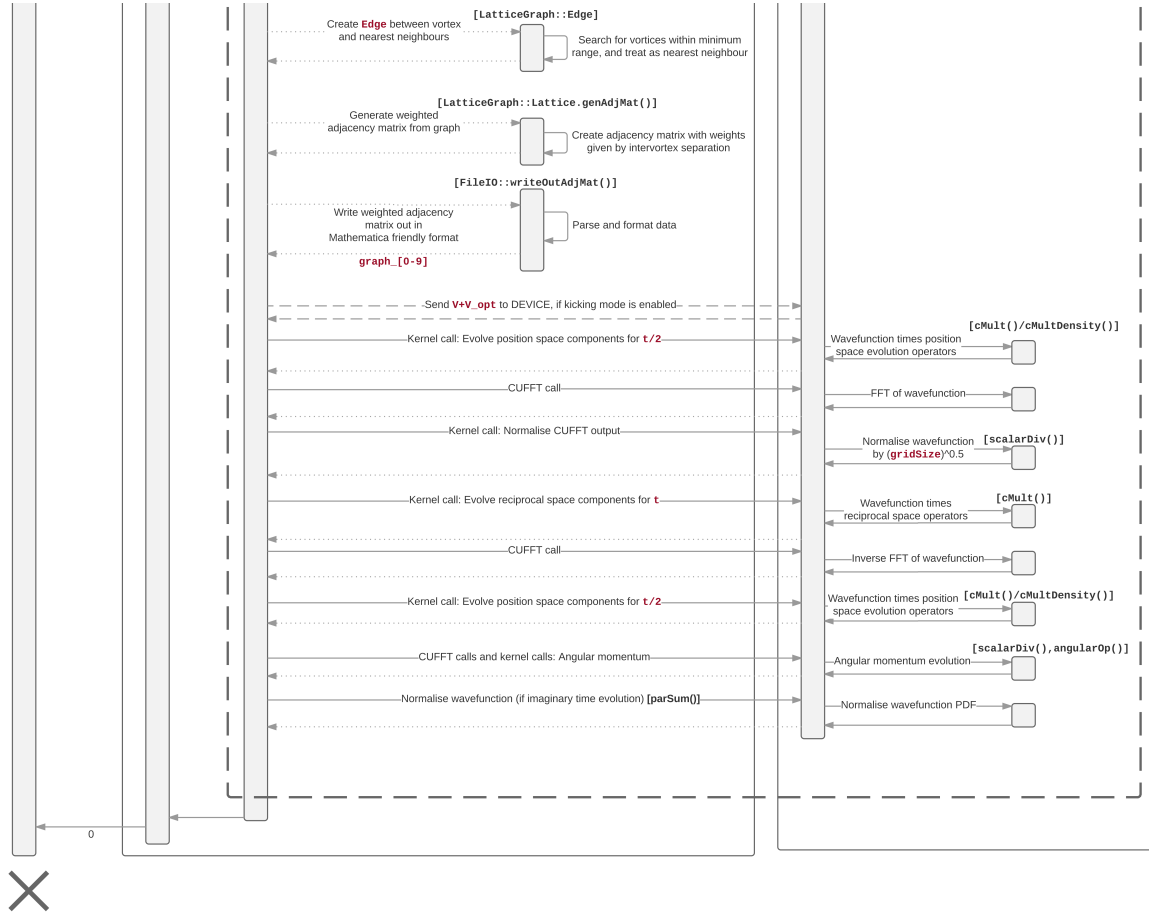 [LatticeGraph::Edge]
Create Edge between vortex
and nearest neighbours
Search for vortices within minimum
range, and treat as nearest neighbour
[LatticeGraph::Lattice.genAdjMat()]
Generate weighted
adjacency matrix from graph
Create adjacency matrix with weights
given by intervortex separation
[FileIO::writeOutAdjMat()]
Write weighted adjacency
matrix out in
Mathematica friendly format
graph_[0-9]
Parse and format data
Send V+V_opt to DEVICE, if kicking mode is enabled
[cMult()/cMultDensity()]
Kernel call: Evolve position space components for t/2
Wavefunction times position
space evolution operators
CUFFT call
FFT of wavefunction
Kernel call: Normalise CUFFT output
[scalarDiv()]
Normalise wavefunction
by (gridSize)^0.5
Kernel call: Evolve reciprocal space components for t
[cMult()]
Wavefunction times
reciprocal space operators
CUFFT call
Inverse FFT of wavefunction
Kernel call: Evolve position space components for t/2
[cMult()/cMultDensity()]
Wavefunction times position
space evolution operators
CUFFT calls and kernel calls: Angular momentum
[scalarDiv(),angularOp()]
Angular momentum evolution
Normalise wavefunction (if imaginary time evolution) [parSum()]
Normalise wavefunction PDF
0